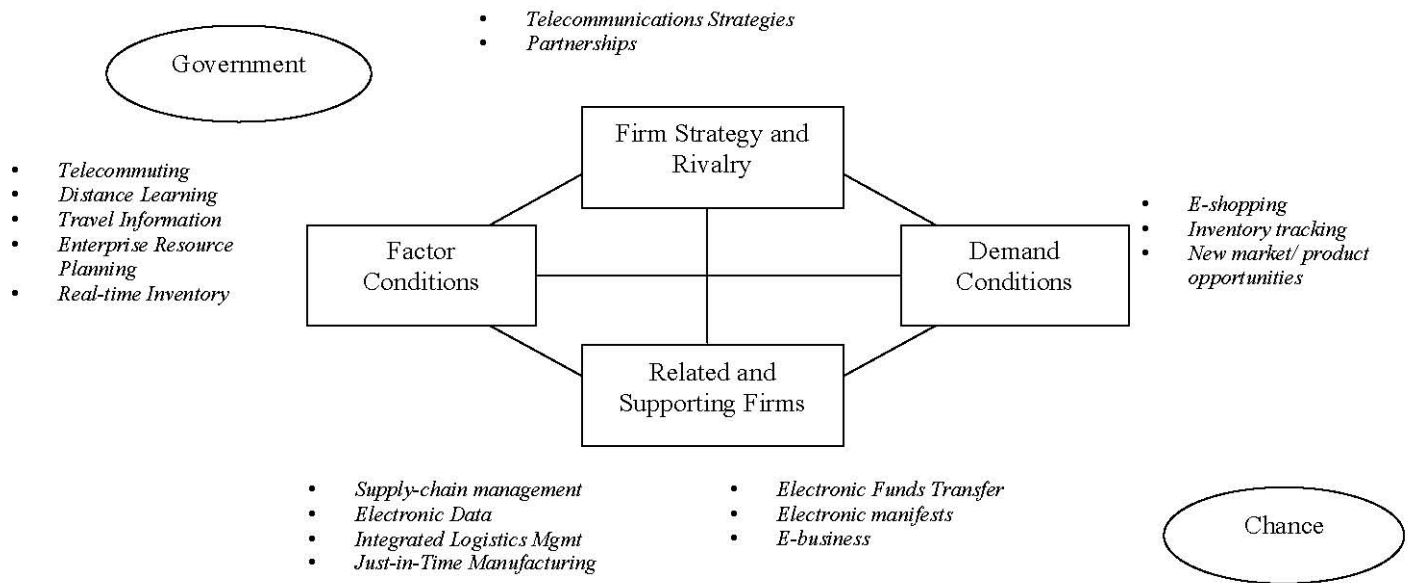 • Telecommunications Strategies
• Partnerships
Government
Firm Strategy and
Rivalry
• Telecommuting
• Distance Learning
• Travel Information
• Enterprise Resource
Planning
• Real-time Inventory
Factor
Conditions
Demand
Conditions
• E-shopping
• Inventory tracking
• New market/ product
opportunities
Related and
Supporting Firms
• Supply-chain management
• Electronic Data
• Integrated Logistics Mgmt
• Just-in-Time Manufacturing
• Electronic Funds Transfer
• Electronic manifests
• E-business
Chance